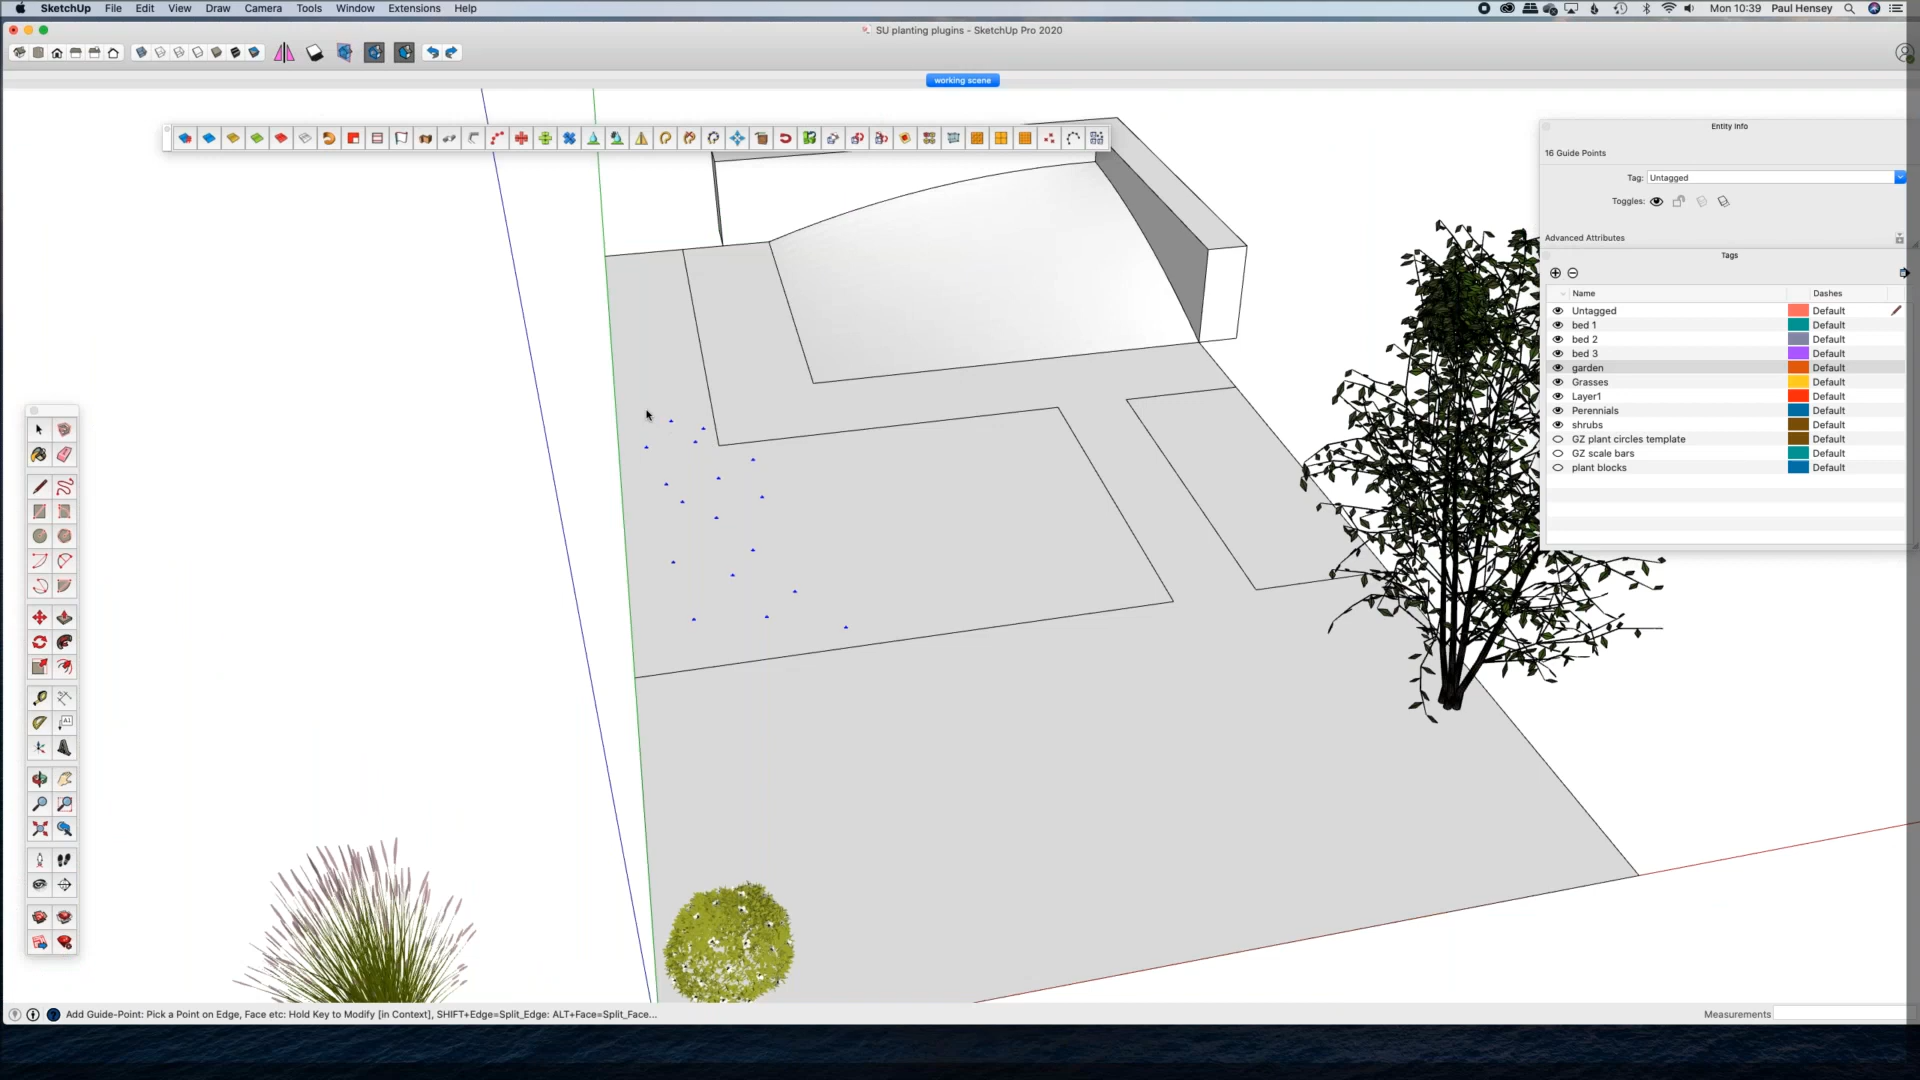 SketchUp File Edit View Draw Camera Tools Window Extensions Help Mon 10:39 Paul Hensey
SU planting plugins - SketchUp Pro 2020
working scene
Entity Info
16 Guide Points
Tag: Untagged
Toggles:
Advanced Attributes
Tags
Name Dashes
Untagged Default
bed 1 Default
bed 2 Default
bed 3 Default
garden Default
Grasses Default
Layer1 Default
Perennials Default
shrubs Default
GZ plant circles template Default
GZ scale bars Default
plant blocks Default
Add Guide-Point: Pick a Point on Edge, Face etc: Hold Key to Modify [in Context], SHIFT+Edge=Split_Edge: ALT+Face=Split_Face... Measurements